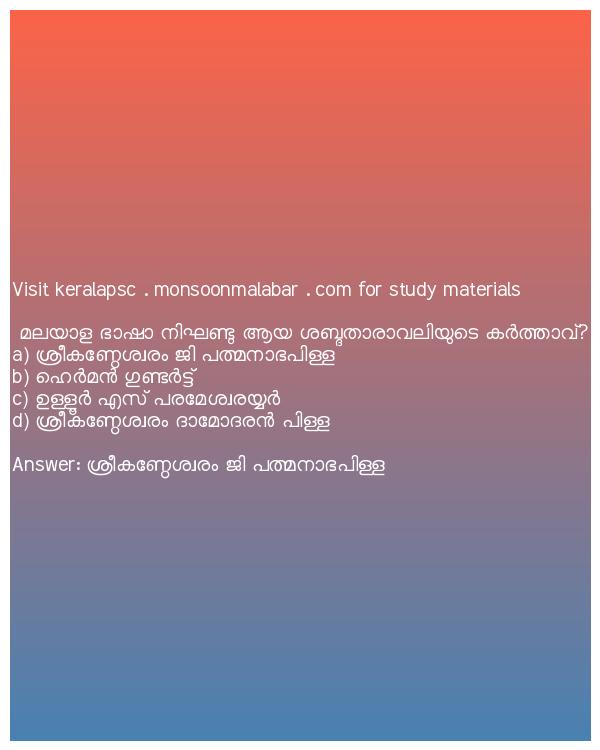 Visit keralapsc . monsoonmalabar . com for study materials
മലയാള ഭാഷാ നിഘണ്ടു ആയ ശബ്ദതാരാവലിയുടെ കർത്താവ്?
a) ശ്രീകണ്ഠേശ്വരം ജി പത്മനാഭപിള്ള
b) ഹെർമൻ ഗുണ്ടർട്ട്
c) ഉള്ളൂർ എസ് പരമേശ്വരയ്യർ
d) ശ്രീകണ്ഠേശ്വരം ദാമോദരൻ പിള്ള
Answer: ശ്രീകണ്ഠേശ്വരം ജി പത്മനാഭപിള്ള